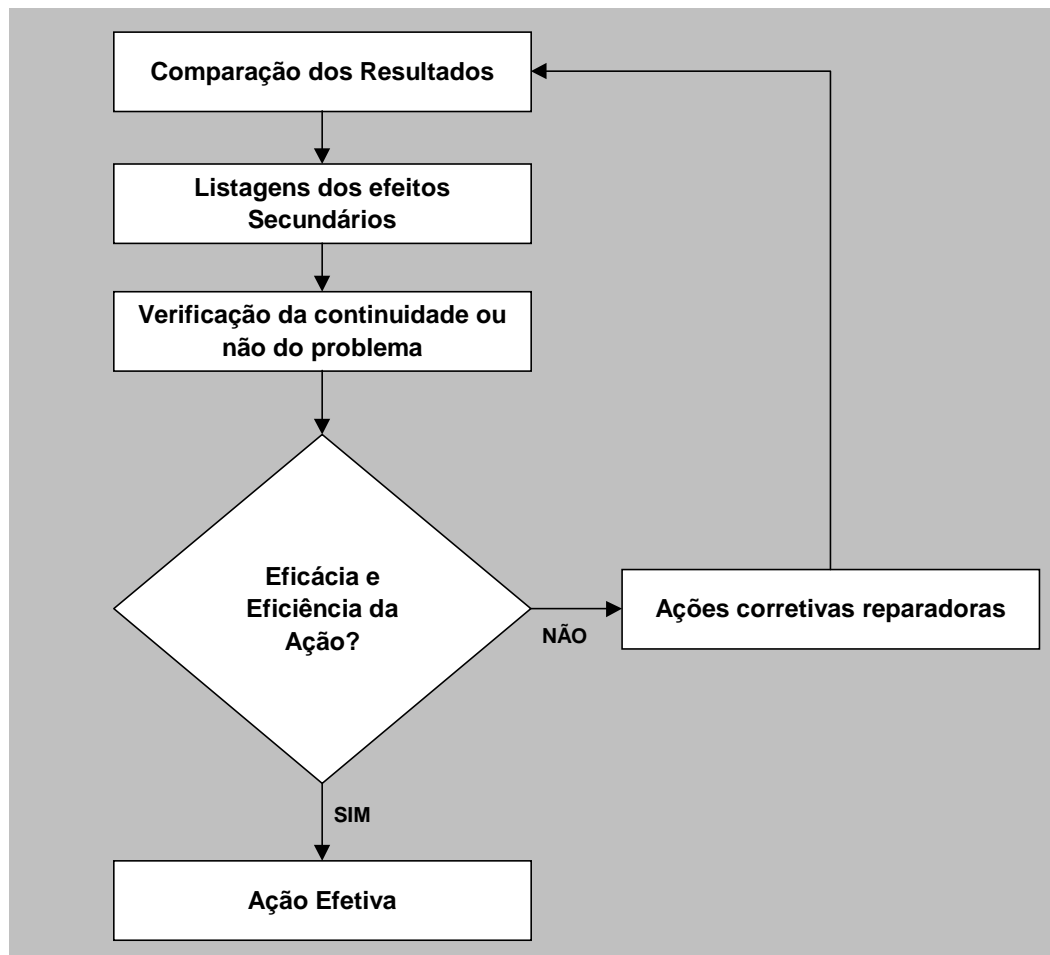 Comparação dos Resultados
Listagens dos efeitos
Secundários
Verificação da continuidade ou
não do problema
Eficácia e
Eficiência da
Ação?
NÃO
Ações corretivas reparadoras
SIM
Ação Efetiva